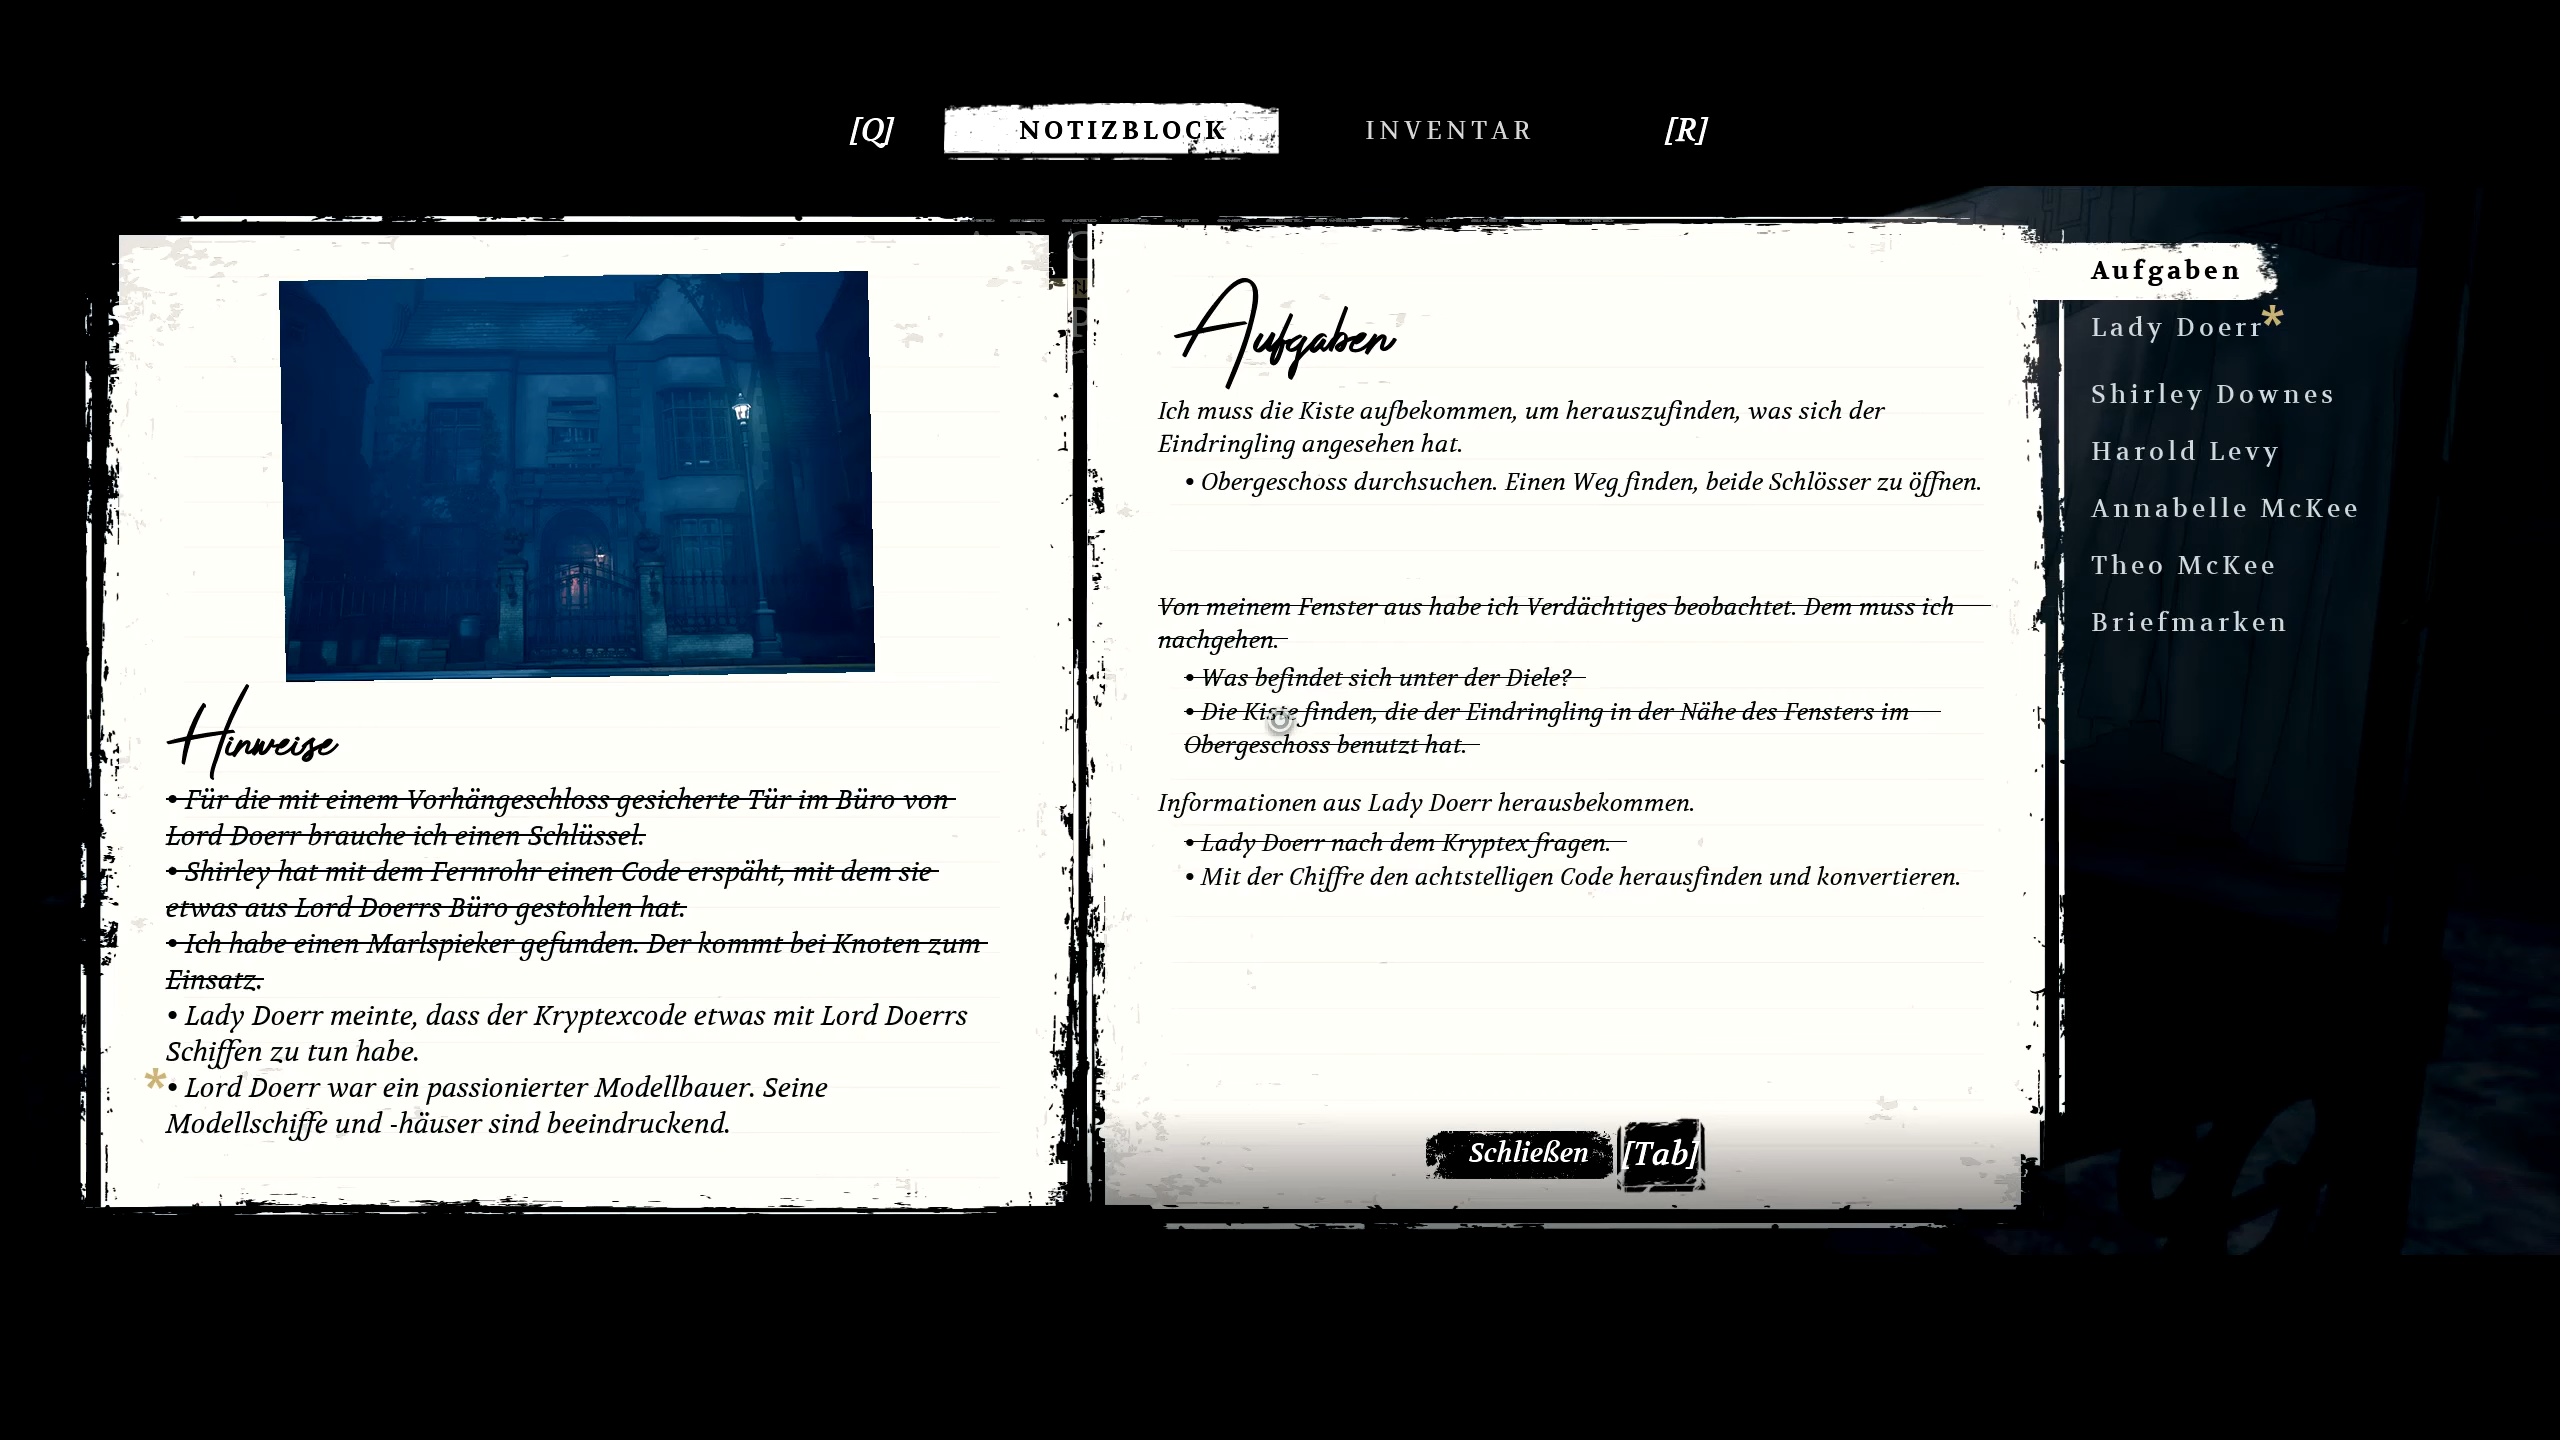 [Q]
NOTIZBLOCK
INVENTAR
[R]
Hinweise
• Für die mit einem Vorhängeschloss gesicherte Tür im Büro von
Lord Doerr brauche ich einen Schlüssel.
• Shirley hat mit dem Fernrohr einen Code erspäht, mit dem sie
etwas aus Lord Doerrs Büro gestohlen hat.
• Ich habe einen Marlspieker gefunden. Der kommt bei Knoten zum
Einsatz.
• Lady Doerr meinte, dass der Kryptexcode etwas mit Lord Doerrs
Schiffen zu tun habe.
*• Lord Doerr war ein passionierter Modellbauer. Seine
Modellschiffe und -häuser sind beeindruckend.
Aufgaben
Ich muss die Kiste aufbekommen, um herauszufinden, was sich der
Eindringling angesehen hat.
• Obergeschoss durchsuchen. Einen Weg finden, beide Schlösser zu öffnen.
Von meinem Fenster aus habe ich Verdächtiges beobachtet. Dem muss ich
nachgehen.
• Was befindet sich unter der Diele?
• Die Kiste finden, die der Eindringling in der Nähe des Fensters im
Obergeschoss benutzt hat.
Informationen aus Lady Doerr herausbekommen.
• Lady Doerr nach dem Kryptex fragen.
• Mit der Chiffre den achtstelligen Code herausfinden und konvertieren.
Schließen [Tab]
Aufgaben
Lady Doerr*
Shirley Downes
Harold Levy
Annabelle McKee
Theo McKee
Briefmarken